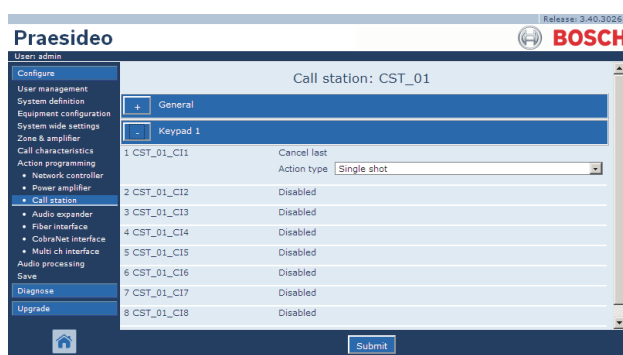 Release: 3.40.3026
Praesideo
BOSCH
User: admin
Configure
User management
System definition
Equipment configuration
System wide settings
Zone & amplifier
Call characteristics
Action programming
• Network controller
• Power amplifier
• Call station
• Audio expander
• Fiber interface
• CobraNet interface
• Multi ch interface
Audio processing
Save
Diagnose
Upgrade
Call station: CST_01
+ General
- Keypad 1
1 CST_01_CI1 Cancel last
Action type Single shot
2 CST_01_CI2 Disabled
3 CST_01_CI3 Disabled
4 CST_01_CI4 Disabled
5 CST_01_CI5 Disabled
6 CST_01_CI6 Disabled
7 CST_01_CI7 Disabled
8 CST_01_CI8 Disabled
Submit